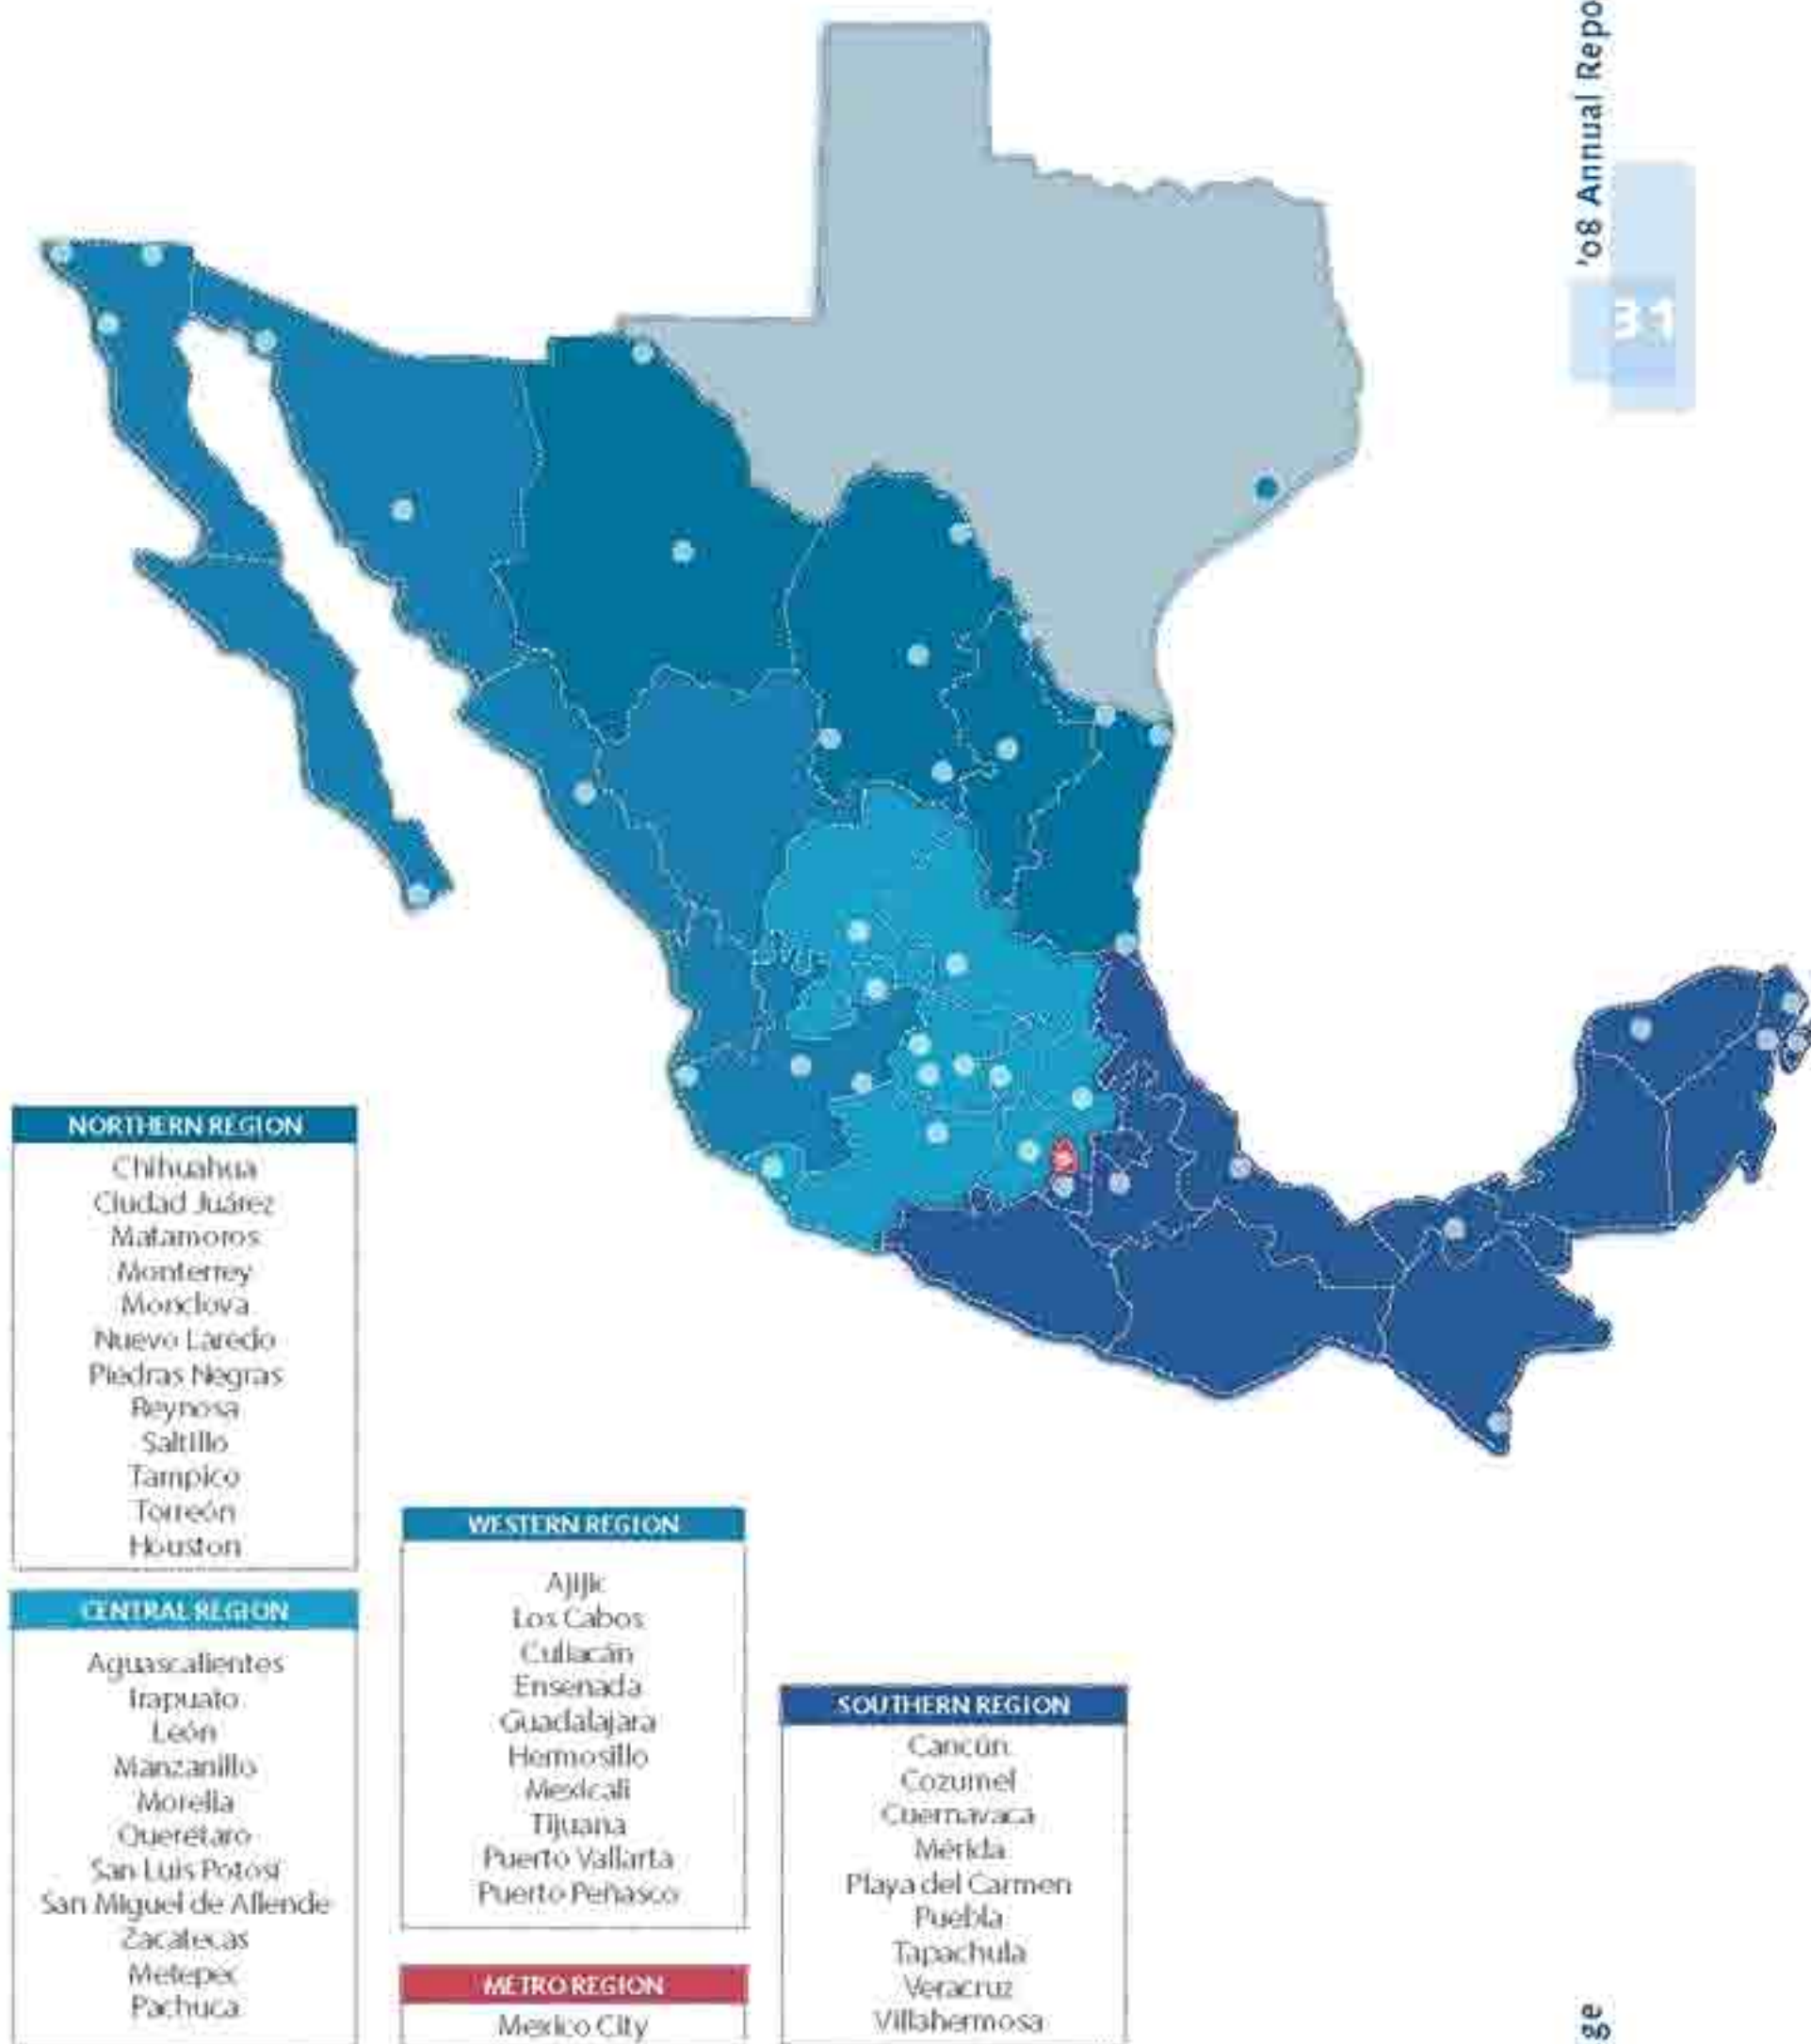 '08 Annual Repo
31
NORTHERN REGION
Chihuahua
Ciudad Juárez
Matamoros
Monterrey
Monclova
Nuevo Laredo
Piedras Negras
Reynosa
Saltillo
Tampico
Torreón
Houston
CENTRAL REGION
Aguascalientes
Irapuato
León
Manzanillo
Morelia
Querétaro
San Luis Potosí
San Miguel de Allende
Zacatecas
Metepec
Pachuca
WESTERN REGION
Ajijic
Los Cabos
Culiacán
Ensenada
Guadalajara
Hermosillo
Mexicali
Tijuana
Puerto Vallarta
Puerto Peñasco
METRO REGION
Mexico City
SOUTHERN REGION
Cancún
Cozumel
Cuernavaca
Mérida
Playa del Carmen
Puebla
Tapachula
Veracruz
Villahermosa
ge